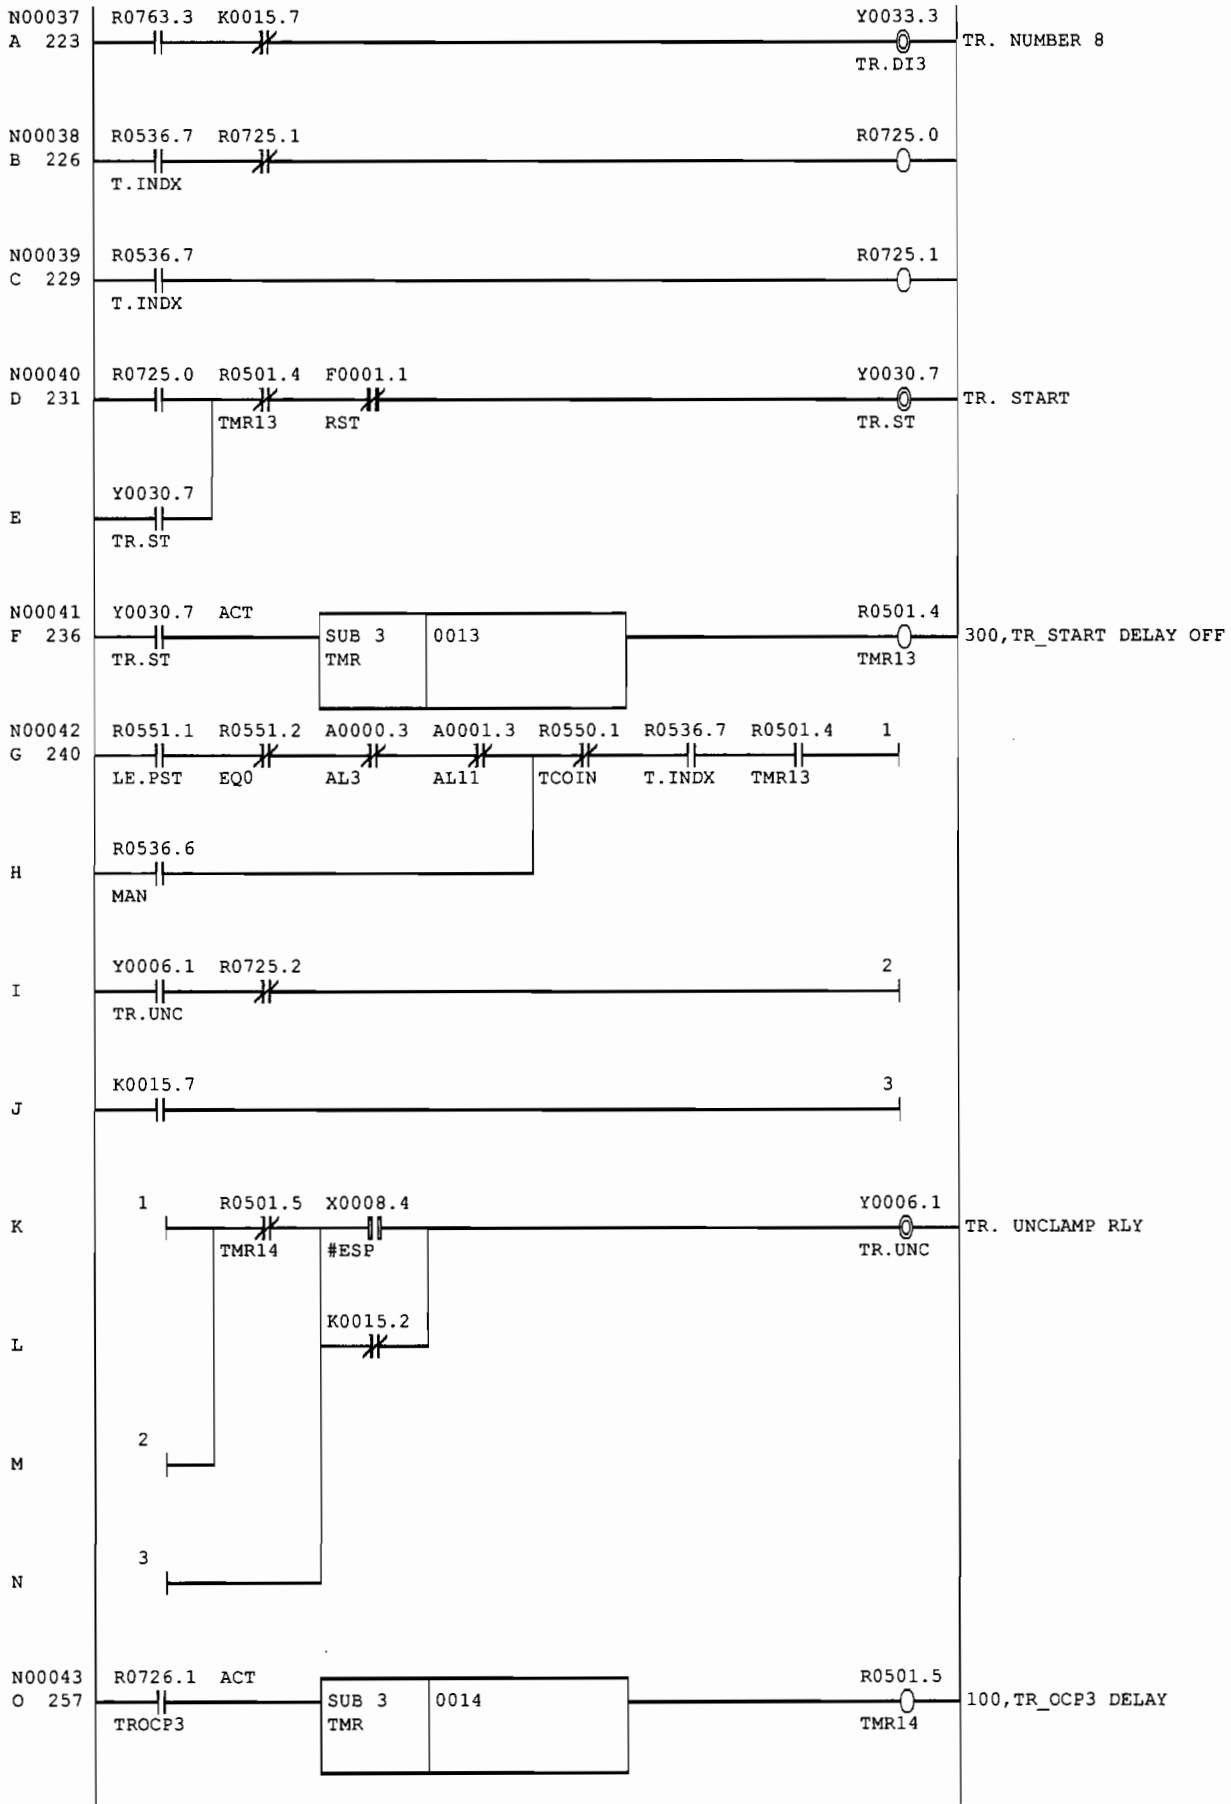 N00037 R0763.3 K0015.7 Y0033.3
A 223 TR. NUMBER 8
TR.DI3
N00038 R0536.7 R0725.1 R0725.0
B 226
T.INDX
N00039 R0536.7 R0725.1
C 229
T.INDX
N00040 R0725.0 R0501.4 F0001.1 Y0030.7
D 231 TR. START
TMR13 RST TR.ST
Y0030.7
E
TR.ST
N00041 Y0030.7 ACT R0501.4
F 236 SUB 3 0013 300,TR_START DELAY OFF
TR.ST TMR TMR13
N00042 R0551.1 R0551.2 A0000.3 A0001.3 R0550.1 R0536.7 R0501.4 1
G 240
LE.PST EQ0 AL3 AL11 TCOIN T.INDX TMR13
R0536.6
H
MAN
Y0006.1 R0725.2 2
I
TR.UNC
K0015.7 3
J
1 R0501.5 X0008.4 Y0006.1
K TR. UNCLAMP RLY
TMR14 #ESP TR.UNC
K0015.2
L
2
M
3
N
N00043 R0726.1 ACT R0501.5
O 257 SUB 3 0014 100,TR_OCP3 DELAY
TROCP3 TMR TMR14